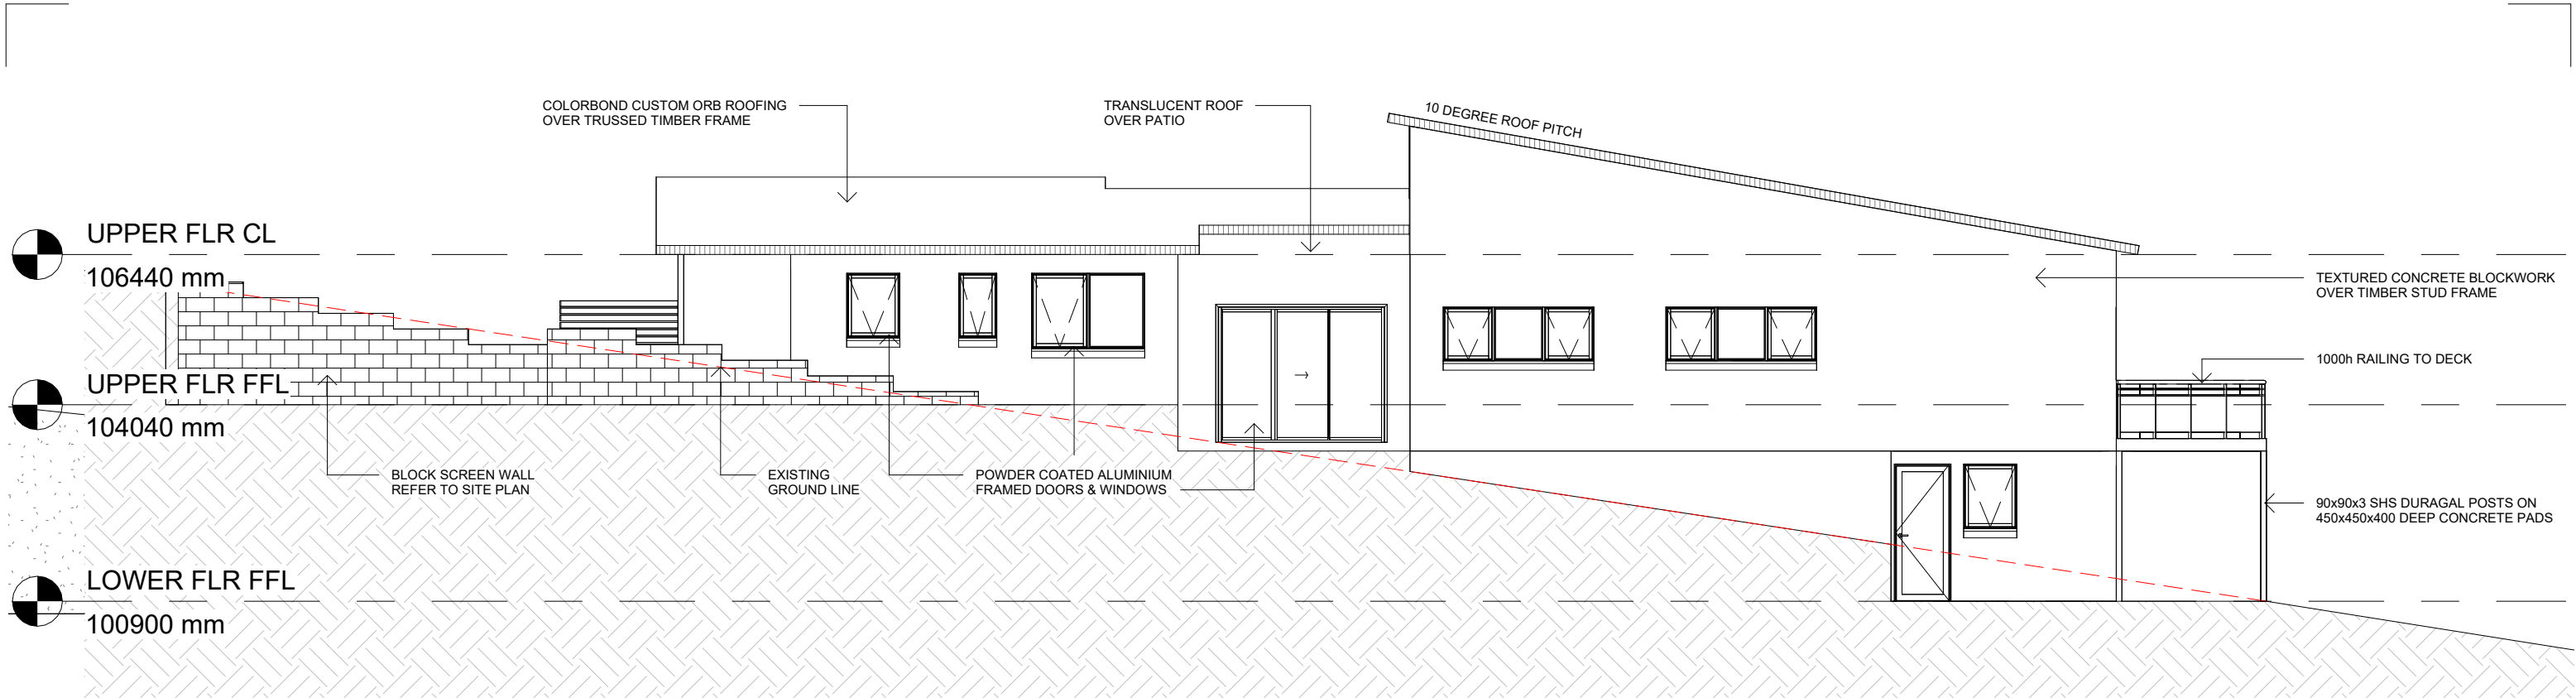 COLORBOND CUSTOM ORB ROOFING
OVER TRUSSED TIMBER FRAME
TRANSLUCENT ROOF
OVER PATIO
10 DEGREE ROOF PITCH
UPPER FLR CL
106440 mm
TEXTURED CONCRETE BLOCKWORK
OVER TIMBER STUD FRAME
1000h RAILING TO DECK
UPPER FLR FFL
104040 mm
BLOCK SCREEN WALL
REFER TO SITE PLAN
EXISTING
GROUND LINE
POWDER COATED ALUMINIUM
FRAMED DOORS & WINDOWS
90x90x3 SHS DURAGAL POSTS ON
450x450x400 DEEP CONCRETE PADS
LOWER FLR FFL
100900 mm